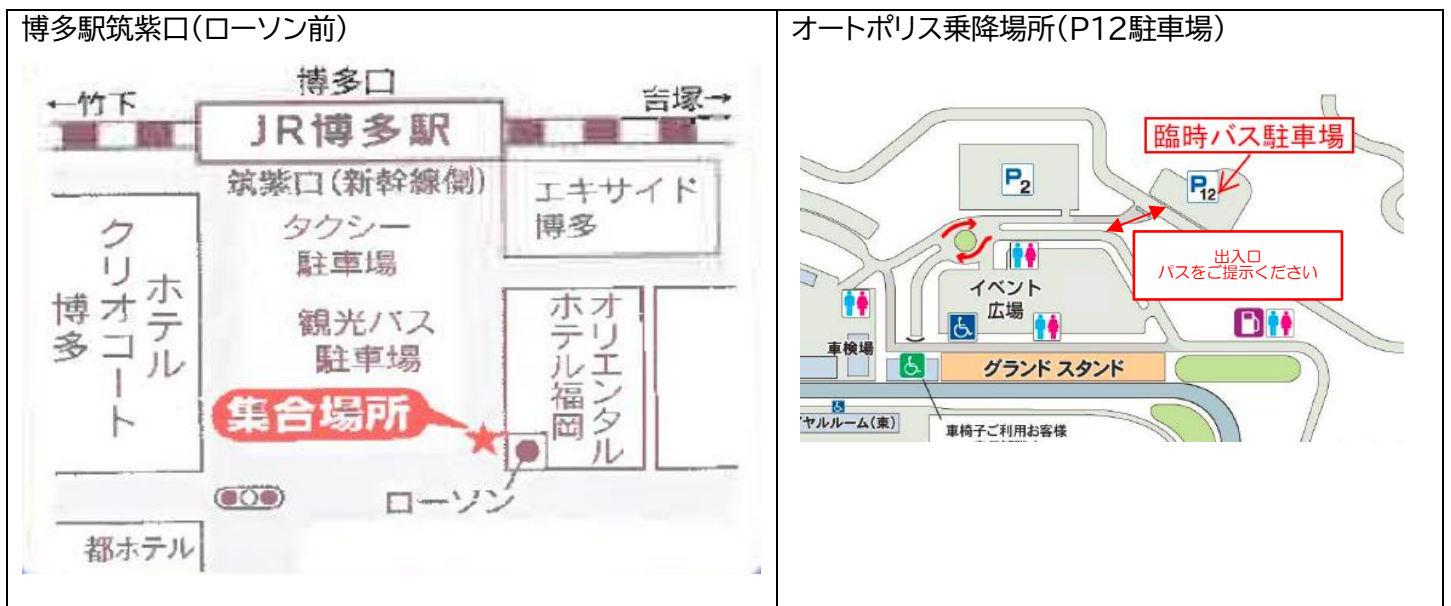 博多駅筑紫口(ローソン前)
博多口
←竹下
吉塚→
JR博多駅
筑紫口(新幹線側)
エキサイド
博多
タクシー
駐車場
ホテル
クリオコート
博多
観光バス
駐車場
オリエンタル
ホテル福岡
集合場所
ローソン
都ホテル
オートポリス乗降場所(P12駐車場)
臨時バス駐車場
P2
P12
出入口
パスをご提示ください
イベント
広場
車検場
グランド スタンド
ヤルルーム(東)
車椅子ご利用お客様